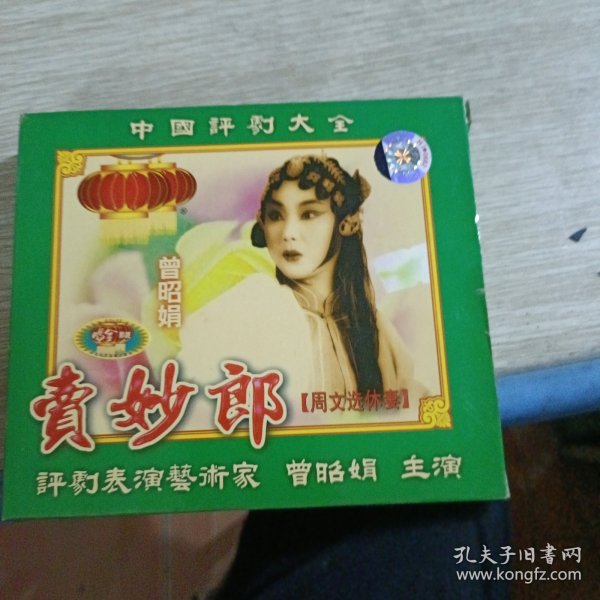 中國評劇大全
®
曾昭娟
賣妙郎
【周文选休妻】
評劇表演藝術家 曾昭娟 主演
孔夫子旧书网
www.kongfz.com